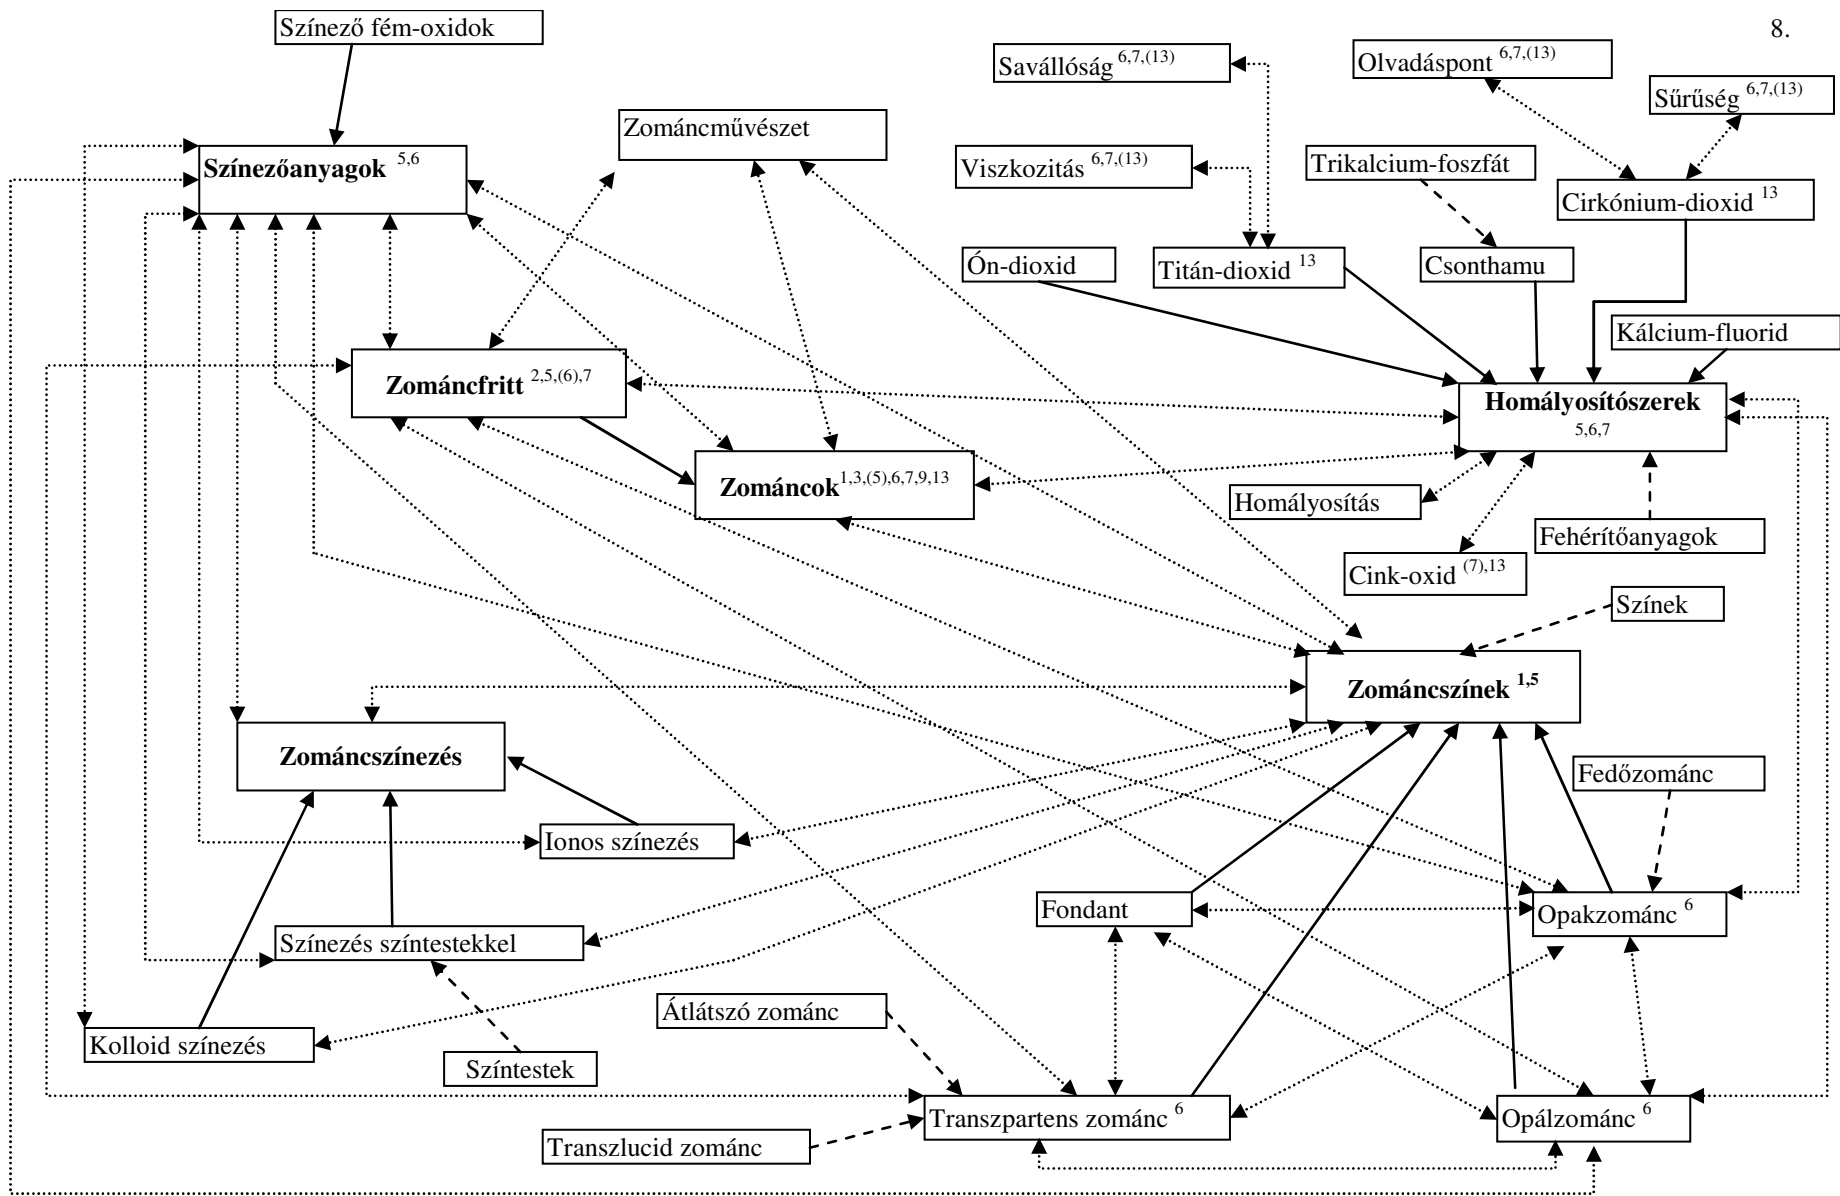 8.
Színező fém-oxidok
Savállóság 6,7,(13)
Olvadáspont 6,7,(13)
Sűrűség 6,7,(13)
Zománcművészet
Színezőanyagok 5,6
Viszkozitás 6,7,(13)
Trikalcium-foszfát
Cirkónium-dioxid 13
Ón-dioxid
Titán-dioxid 13
Csonthamu
Kálcium-fluorid
Zománcfritt 2,5,(6),7
Homályosítószerek
5,6,7
Zománcok 1,3,(5),6,7,9,13
Homályosítás
Fehérítőanyagok
Cink-oxid (7),13
Színek
Zománcszínek 1,5
Zománcszínezés
Fedőzománc
Ionos színezés
Fondant
Opakzománc 6
Színezés színtestekkel
Átlátszó zománc
Kolloid színezés
Színtestek
Transzpartens zománc 6
Opálzománc 6
Transzlucid zománc